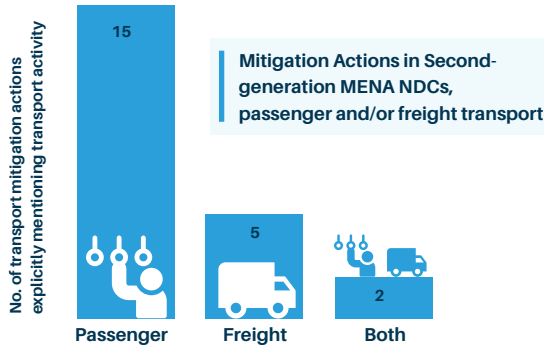 No. of transport mitigation actions
explicitly mentioning transport activity
15
Mitigation Actions in Second-
generation MENA NDCs,
passenger and/or freight transport
5
2
Passenger
Freight
Both